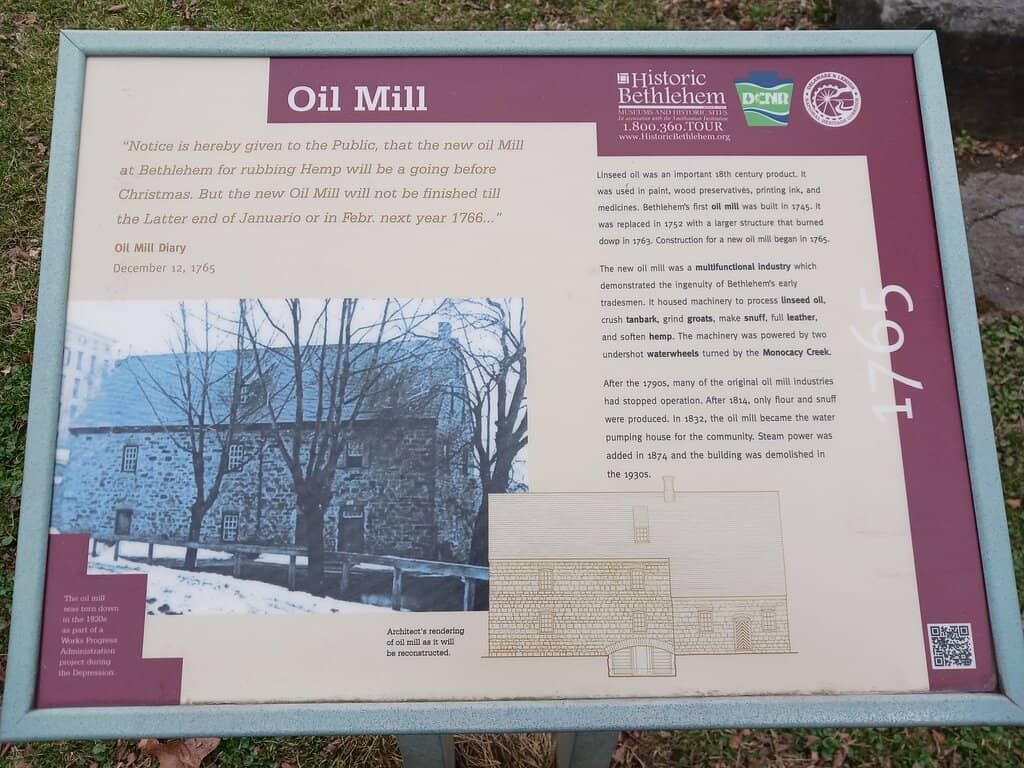 Oil Mill
Historic
Bethlehem
MUSEUMS AND HISTORIC SITES
In association with the Smithsonian Institution
1.800.360.TOUR
www.HistoricBethlehem.org
DCNR
DELAWARE & LEHIGH
NATIONAL HERITAGE CORRIDOR
"Notice is hereby given to the Public, that the new oil Mill
at Bethlehem for rubbing Hemp will be a going before
Christmas. But the new Oil Mill will not be finished till
the Latter end of Januario or in Febr. next year 1766..."
Oil Mill Diary
December 12, 1765
Linseed oil was an important 18th century product. It
was used in paint, wood preservatives, printing ink, and
medicines. Bethlehem's first oil mill was built in 1745. It
was replaced in 1752 with a larger structure that burned
down in 1763. Construction for a new oil mill began in 1765.
The new oil mill was a multifunctional industry which
demonstrated the ingenuity of Bethlehem's early
tradesmen. It housed machinery to process linseed oil,
crush tanbark, grind groats, make snuff, full leather,
and soften hemp. The machinery was powered by two
undershot waterwheels turned by the Monocacy Creek.
After the 1790s, many of the original oil mill industries
had stopped operation. After 1814, only flour and snuff
were produced. In 1832, the oil mill became the water
pumping house for the community. Steam power was
added in 1874 and the building was demolished in
the 1930s.
1765
The oil mill
was torn down
in the 1930s
as part of a
Works Progress
Administration
project during
the Depression.
Architect's rendering
of oil mill as it will
be reconstructed.